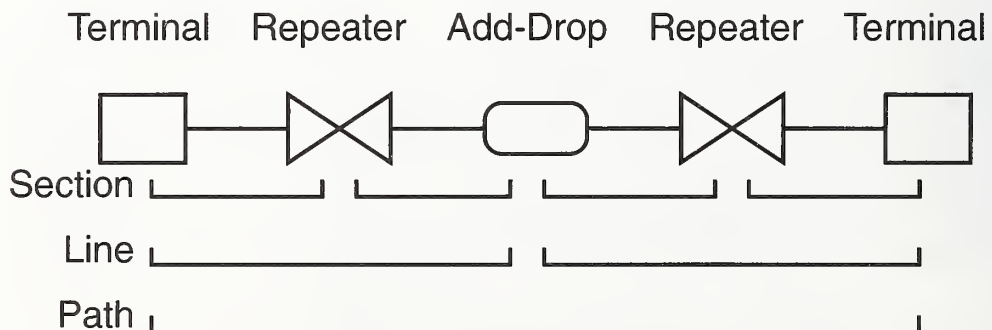 Terminal Repeater Add-Drop Repeater Terminal
Section
Line
Path